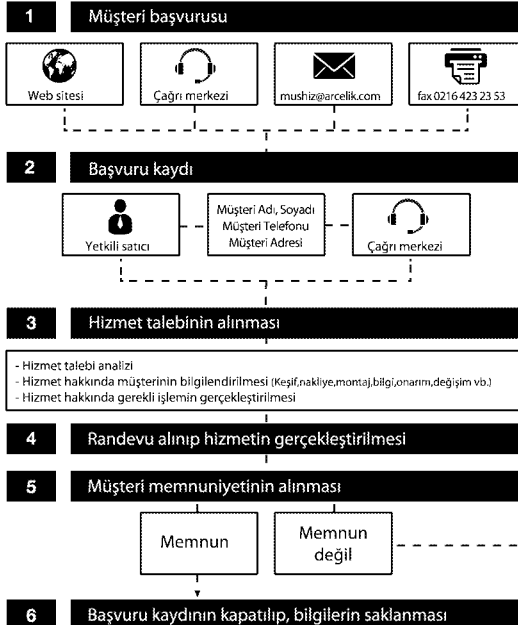 1 Müşteri başvurusu
Web sitesi
Çağrı merkezi
mushiz@arcelik.com
fax 0216 423 23 53
2 Başvuru kaydı
Yetkili satıcı
Müşteri Adı, Soyadı
Müşteri Telefonu
Müşteri Adresi
Çağrı merkezi
3 Hizmet talebinin alınması
- Hizmet talebi analizi
- Hizmet hakkında müşterinin bilgilendirilmesi (Keşif,nakliye,montaj,bilgi,onarım,değişim vb.)
- Hizmet hakkında gerekli işlemin gerçekleştirilmesi
4 Randevu alınıp hizmetin gerçekleştirilmesi
5 Müşteri memnuniyetinin alınması
Memnun
Memnun
değil
6 Başvuru kaydının kapatılıp, bilgilerin saklanması